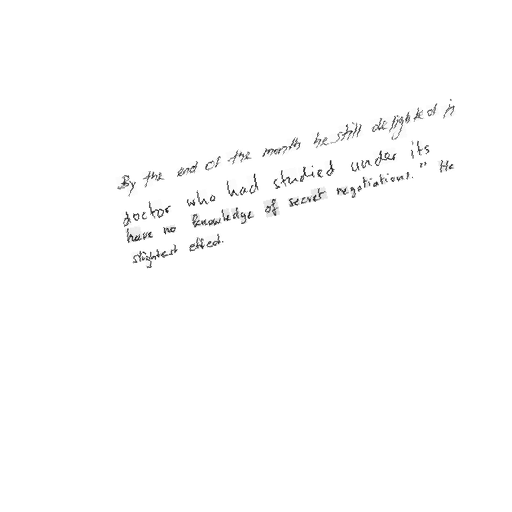 By the end of the month he still delighted in
doctor who had studied under its
have no knowledge of secret negotiations." He
slightest effect.